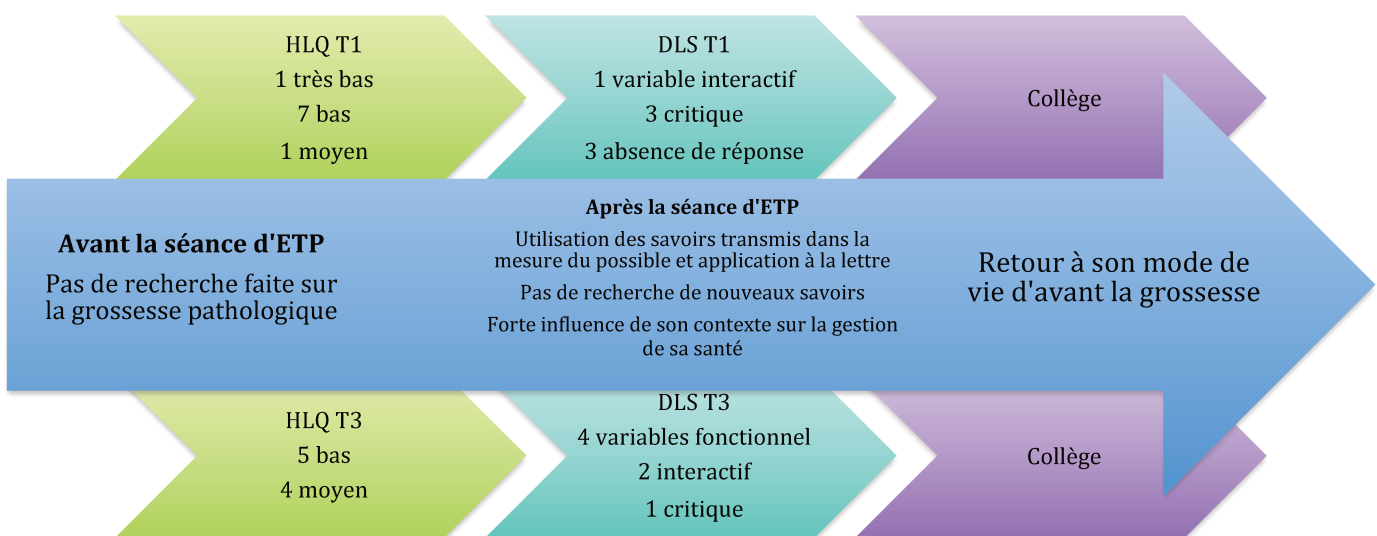 HLQ T1
1 très bas
7 bas
1 moyen
DLS T1
1 variable interactif
3 critique
3 absence de réponse
Collège
Avant la séance d'ETP
Pas de recherche faite sur
la grossesse pathologique
Après la séance d'ETP
Utilisation des savoirs transmis dans la
mesure du possible et application à la lettre
Pas de recherche de nouveaux savoirs
Forte influence de son contexte sur la gestion
de sa santé
Retour à son mode de
vie d'avant la grossesse
HLQ T3
5 bas
4 moyen
DLS T3
4 variables fonctionnel
2 interactif
1 critique
Collège